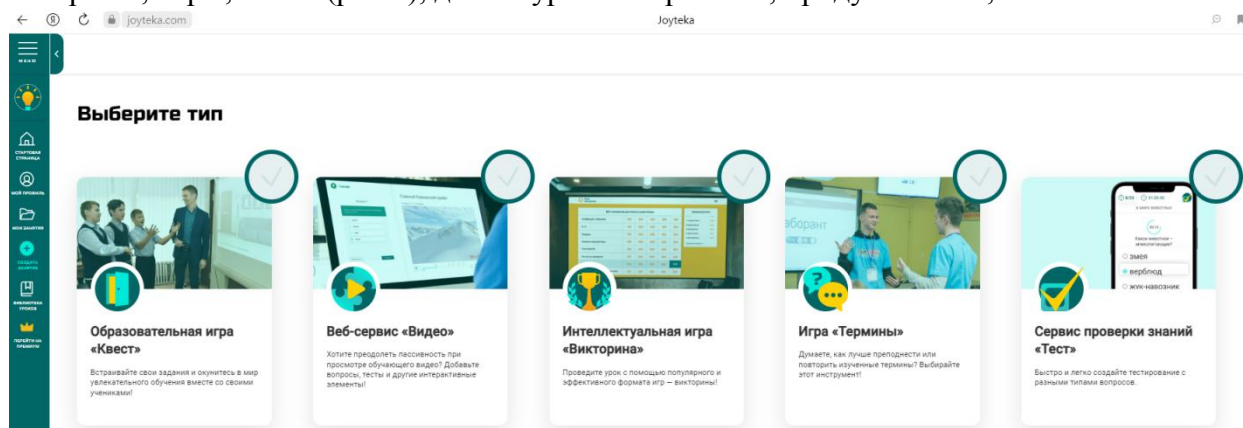 joyteka.com
Joyteka
МЕНЮ
Выберите тип
СТАРТОВАЯ
СТРАНИЦА
МОЙ ПРОФИЛЬ
МОИ ЗАНЯТИЯ
СОЗДАТЬ
ЗАНЯТИЕ
БИБЛИОТЕКА
УРОКОВ
ПЕРЕЙТИ НА
ПРЕМИУМ
Образовательная игра
«Квест»
Встраивайте свои задания и окунитесь в мир
увлекательного обучения вместе со своими
учениками!
Веб-сервис «Видео»
Хотите преодолеть пассивность при
просмотре обучающего видео? Добавьте
вопросы, тесты и другие интерактивные
элементы!
Интеллектуальная игра
«Викторина»
Проведите урок с помощью популярного и
эффективного формата игр – викторины!
аборант
Игра «Термины»
Думаете, как лучше преподнести или
повторить изученные термины? Выбирайте
этот инструмент!
змея
верблюд
жук-навозник
Сервис проверки знаний
«Тест»
Быстро и легко создайте тестирование с
разными типами вопросов.